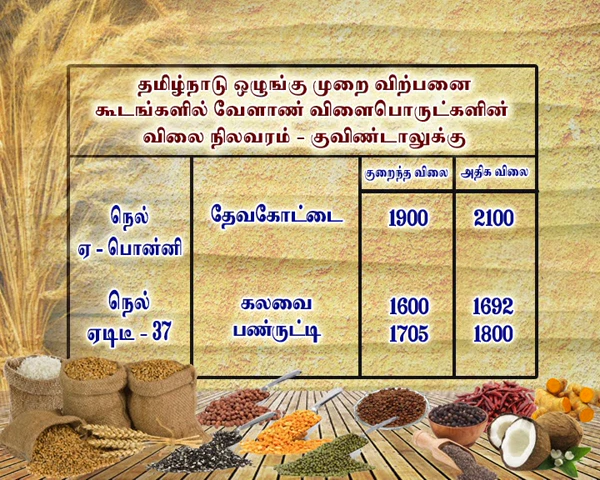 தமிழ்நாடு ஒழுங்கு முறை விற்பனை
கூடங்களில் வேளாண் விளைபொருட்களின்
விலை நிலவரம் - குவிண்டாலுக்கு
குறைந்த விலை அதிக விலை
நெல் தேவகோட்டை 1900 2100
ஏ - பொன்னி
நெல் கலவை 1600 1692
ஏடிடீ - 37 பண்ருட்டி 1705 1800